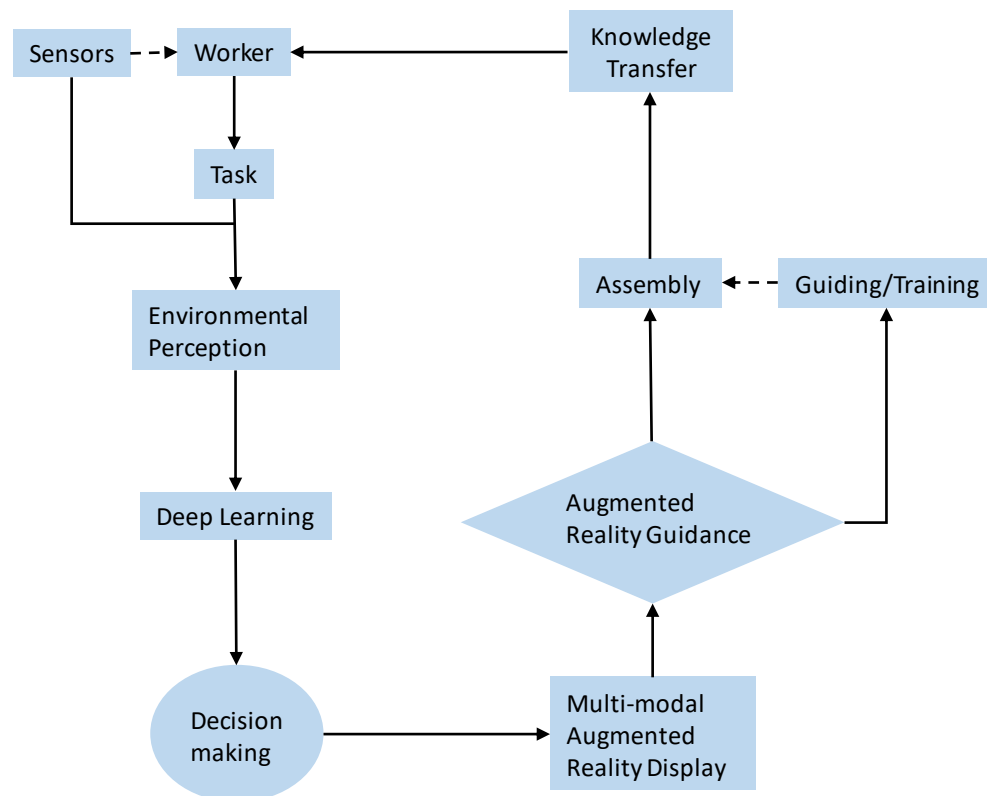 Sensors
Worker
Knowledge
Transfer
Task
Assembly
Guiding/Training
Environmental
Perception
Deep Learning
Augmented
Reality Guidance
Decision
making
Multi-modal
Augmented
Reality Display